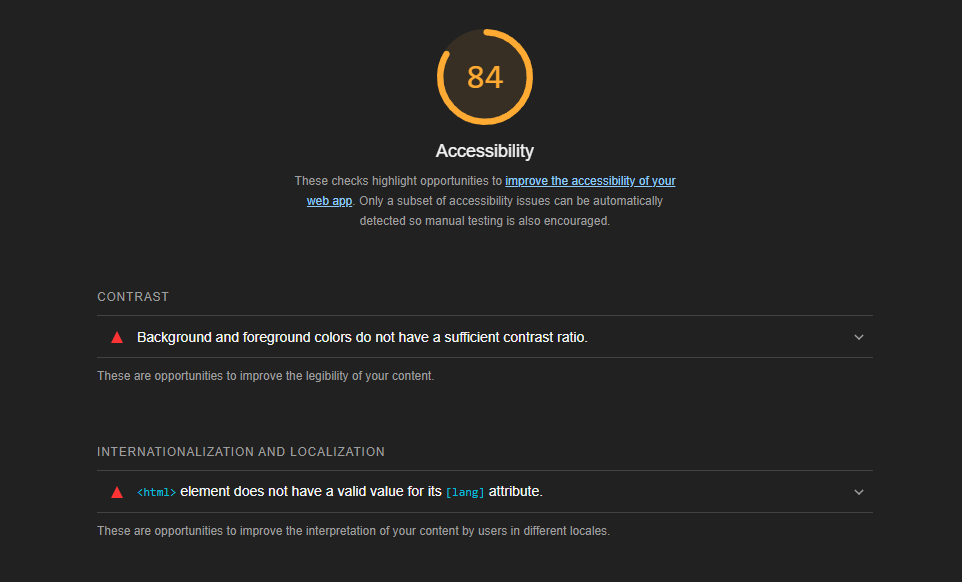 84
Accessibility
These checks highlight opportunities to improve the accessibility of your
web app. Only a subset of accessibility issues can be automatically
detected so manual testing is also encouraged.
CONTRAST
Background and foreground colors do not have a sufficient contrast ratio.
These are opportunities to improve the legibility of your content.
INTERNATIONALIZATION AND LOCALIZATION
<html> element does not have a valid value for its [lang] attribute.
These are opportunities to improve the interpretation of your content by users in different locales.